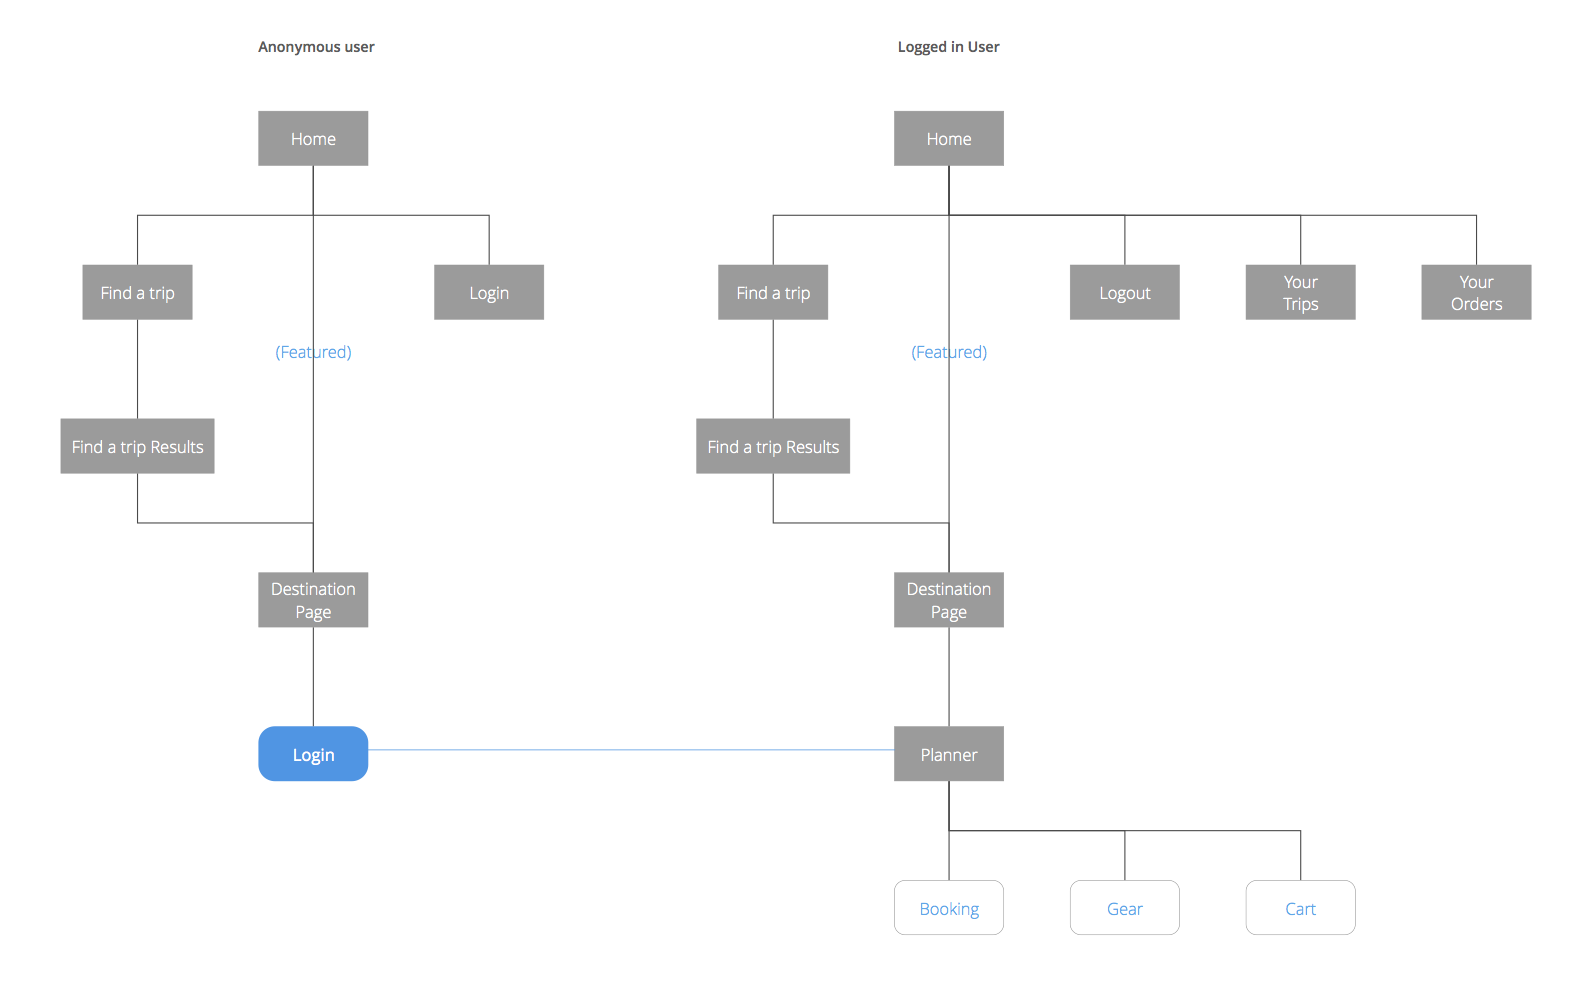 Anonymous user
Logged in User
Home
Home
Find a trip
Login
Find a trip
Logout
Your
Trips
Your
Orders
(Featured)
(Featured)
Find a trip Results
Find a trip Results
Destination
Page
Destination
Page
Login
Planner
Booking
Gear
Cart